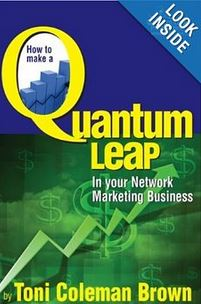 LOOK
INSIDE
How to
make a
Quantum
LEAP
In your Network
Marketing Business
by Toni Coleman Brown